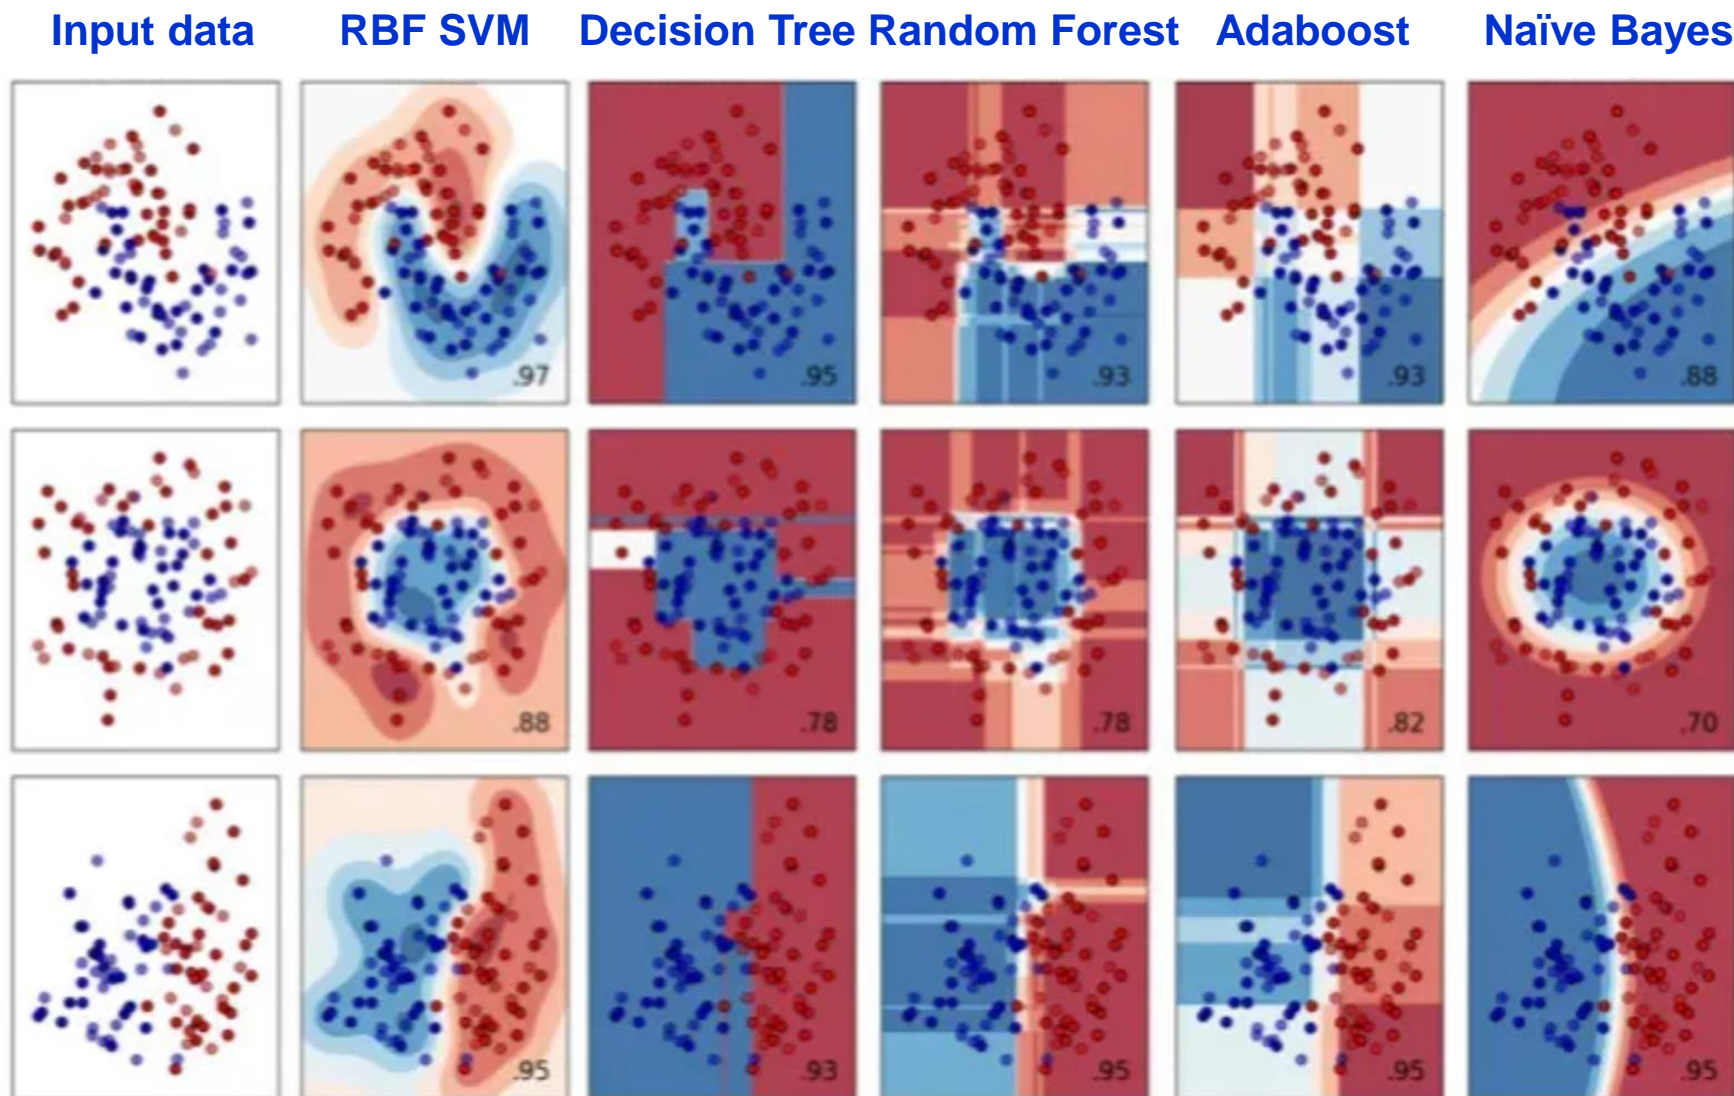 Input data RBF SVM Decision Tree Random Forest Adaboost Naïve Bayes
.97 .95 .93 .93 .88
.88 .78 .78 .82 .70
.95 .93 .95 .95 .95